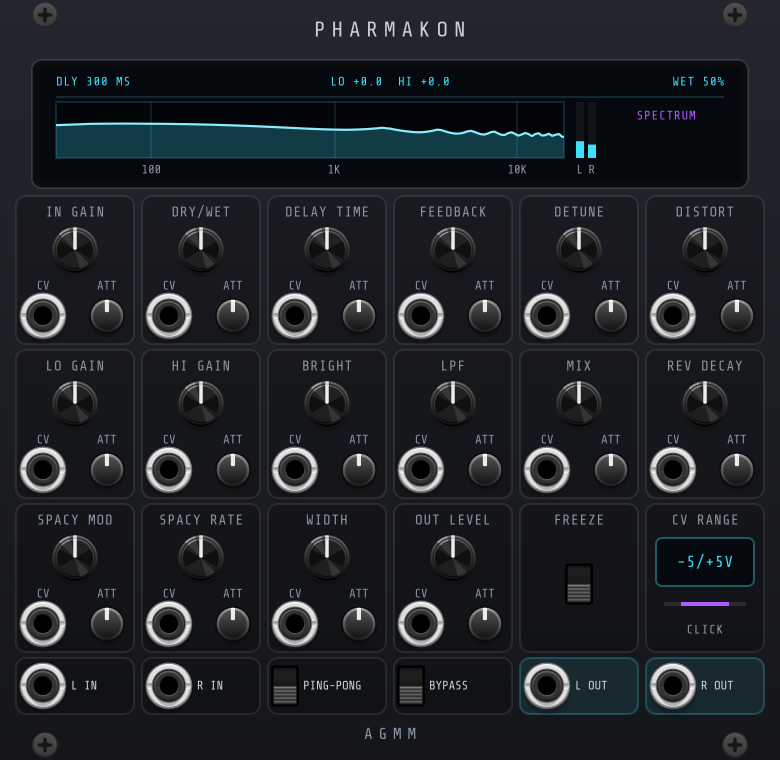 PHARMAKON
DLY 300 MS LO +0.0 HI +0.0 WET 50%
SPECTRUM
100 1K 10K L R
IN GAIN DRY/WET DELAY TIME FEEDBACK DETUNE DISTORT
CV ATT CV ATT CV ATT CV ATT CV ATT CV ATT
LO GAIN HI GAIN BRIGHT LPF MIX REV DECAY
CV ATT CV ATT CV ATT CV ATT CV ATT CV ATT
SPACY MOD SPACY RATE WIDTH OUT LEVEL FREEZE CV RANGE
-5/+5V
CV ATT CV ATT CV ATT CV ATT
CLICK
L IN R IN PING-PONG BYPASS L OUT R OUT
AGMM